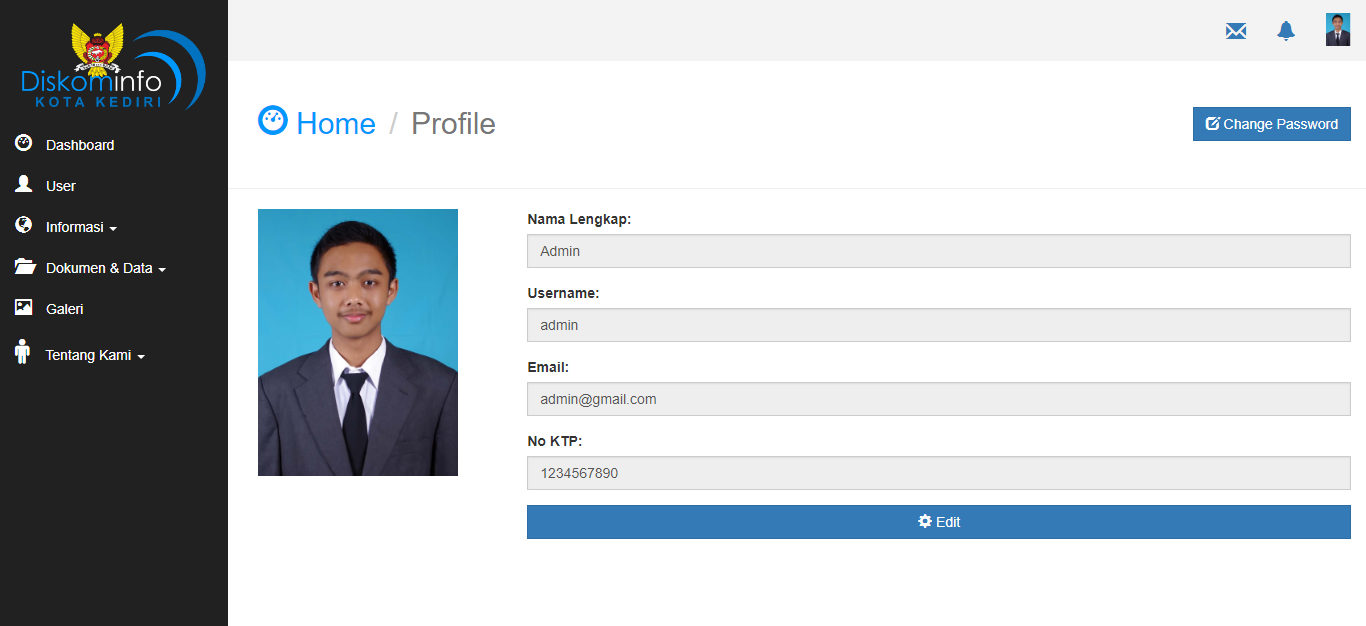 Diskominfo
KOTA KEDIRI
Dashboard
User
Informasi
Dokumen & Data
Galeri
Tentang Kami
Home / Profile
Change Password
Nama Lengkap:
Admin
Username:
admin
Email:
admin@gmail.com
No KTP:
1234567890
Edit